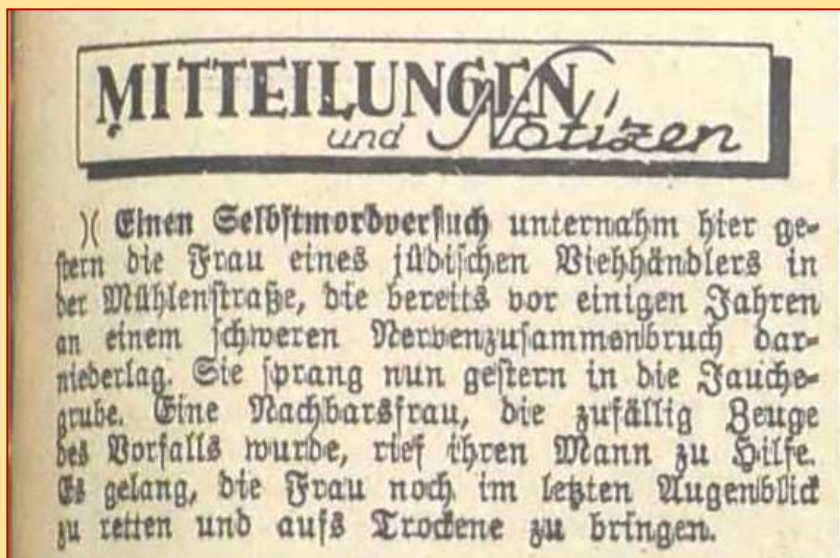 MITTEILUNGEN
und Notizen
)( Einen Selbstmordversuch unternahm hier ge-
stern die Frau eines jüdischen Viehhändlers in
der Mühlenstraße, die bereits vor einigen Jahren
an einem schweren Nervenzusammenbruch dar-
niederlag. Sie sprang nun gestern in die Jauche-
grube. Eine Nachbarsfrau, die zufällig Zeuge
des Vorfalls wurde, rief ihren Mann zu Hilfe.
Es gelang, die Frau noch im letzten Augenblick
zu retten und aufs Trockene zu bringen.